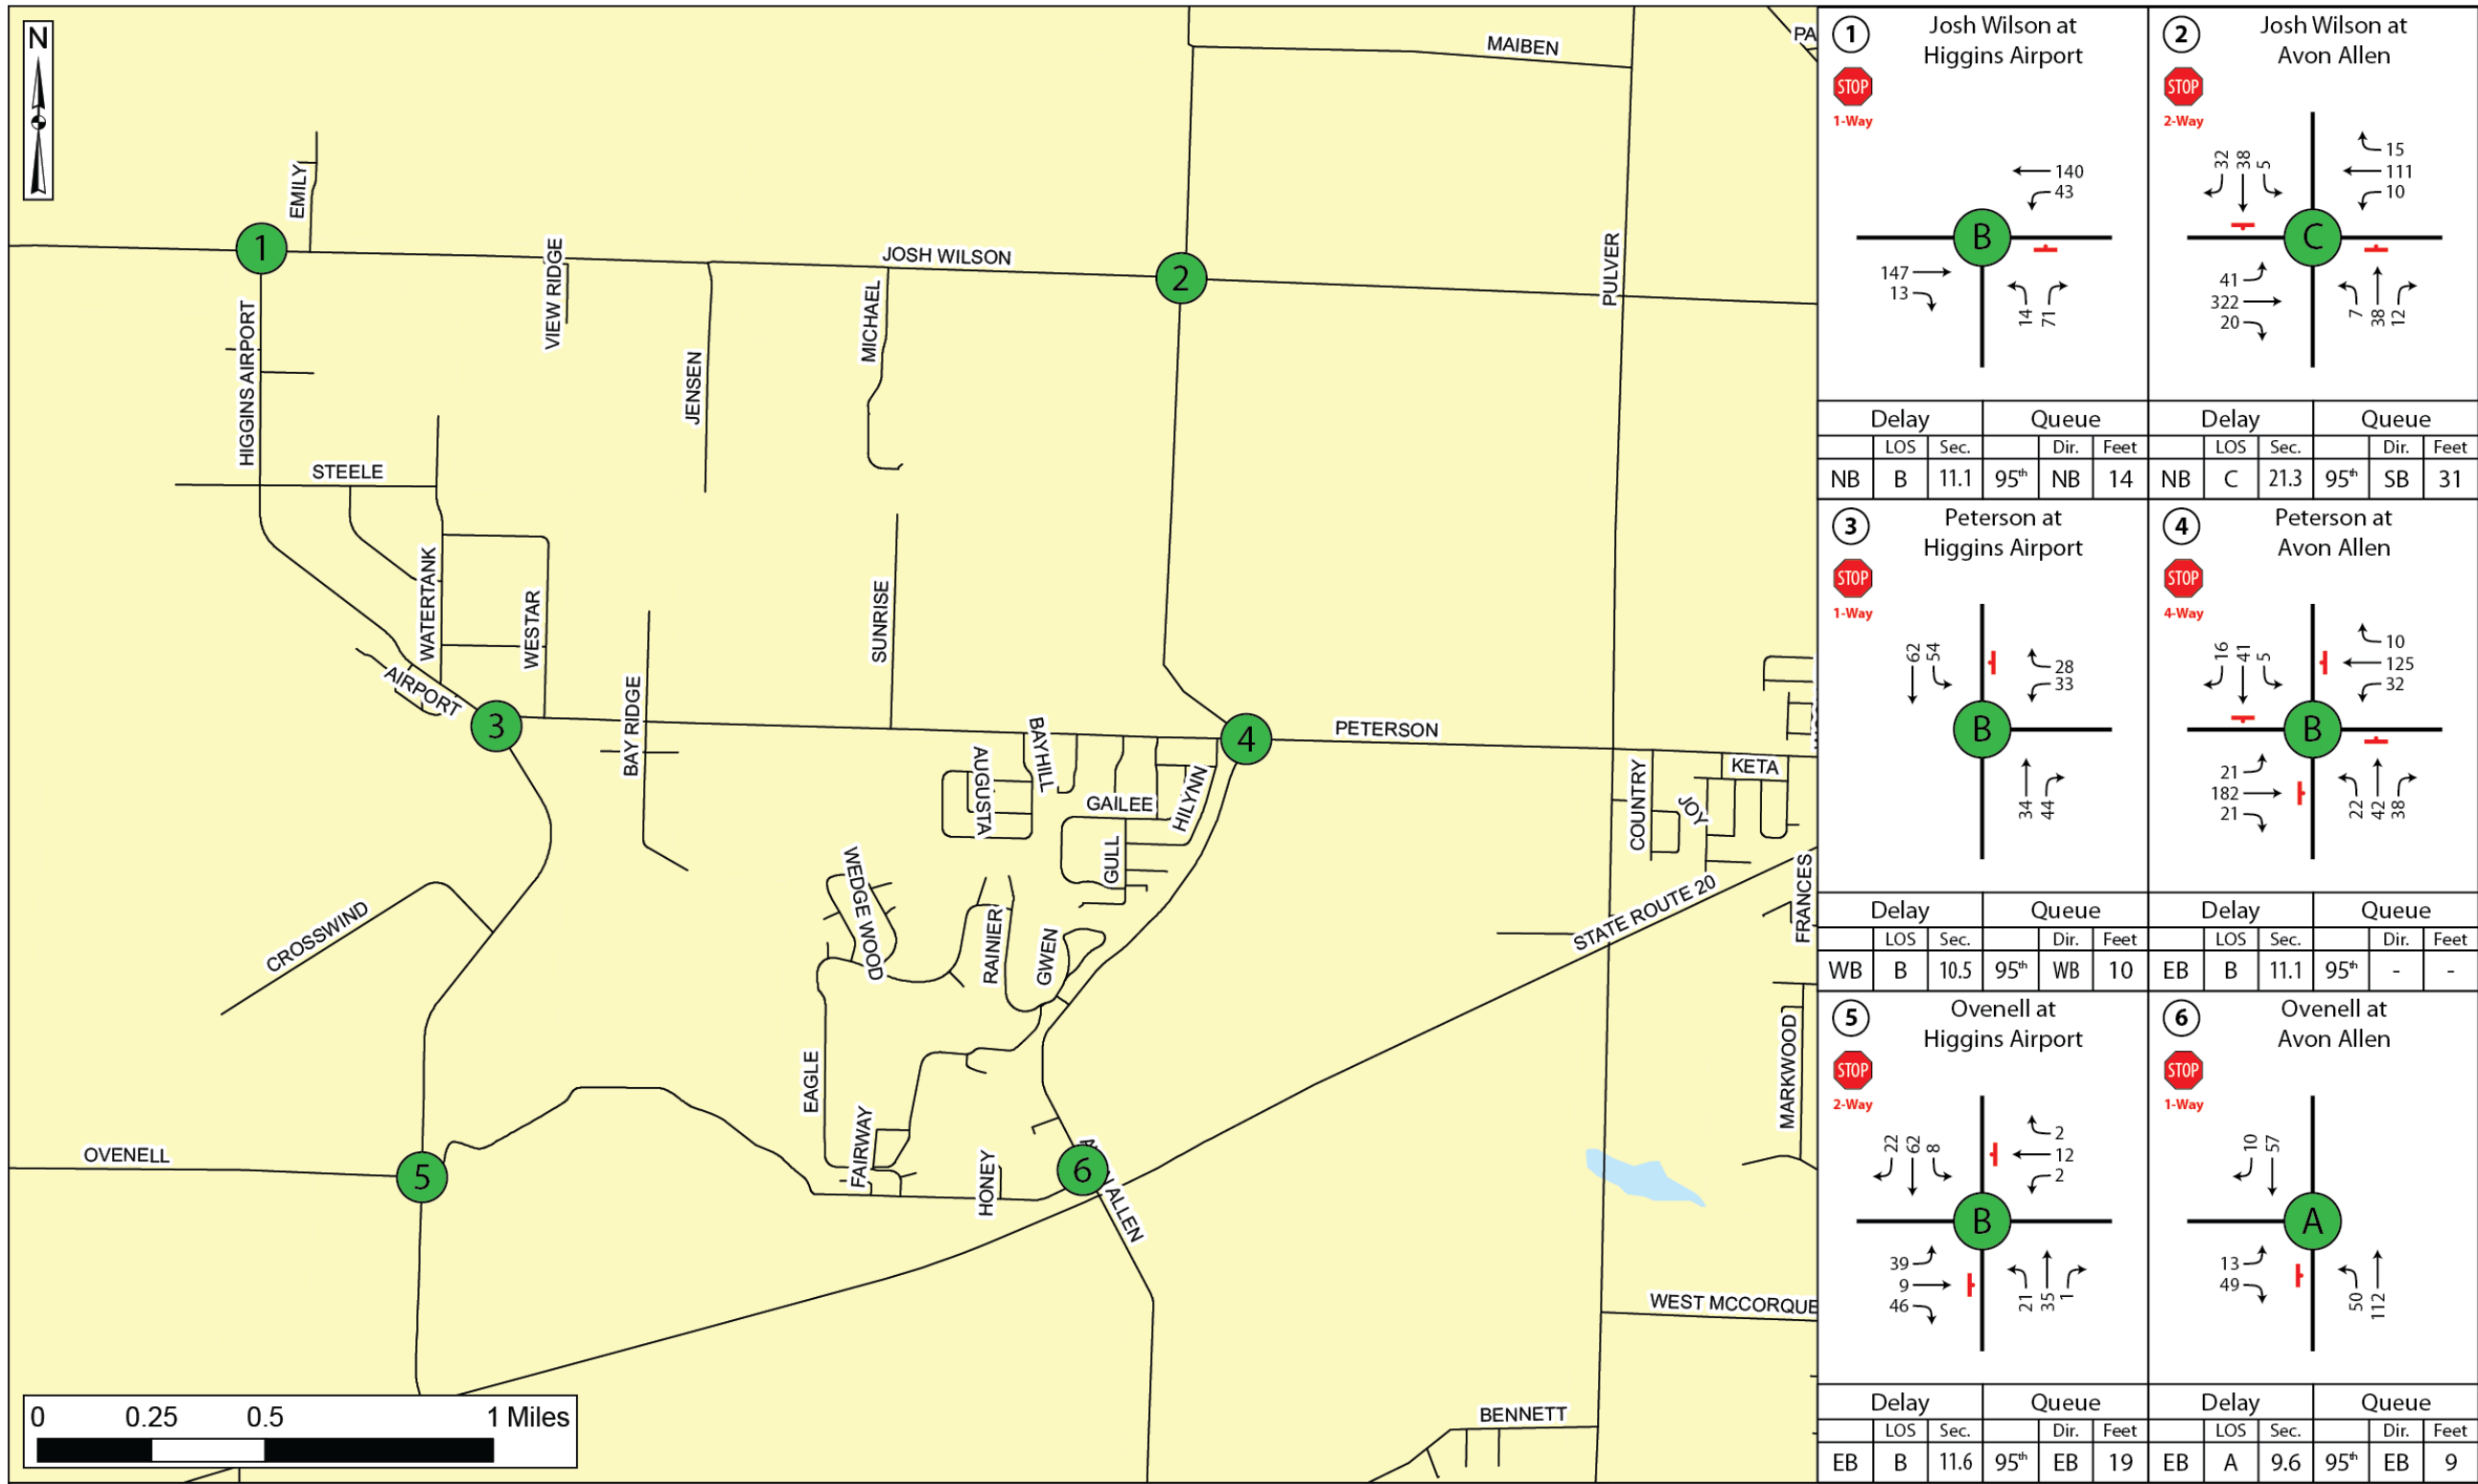 N
MAIBEN
PA
EMILY
1
JOSH WILSON
2
VIEW RIDGE
HIGGINS AIRPORT
JENSEN
MICHAEL
PULVER
STEELE
WATERTANK
WESTAR
SUNRISE
AIRPORT
3
BAY RIDGE
BAYHILL
AUGUSTA
4
PETERSON
GAILEE
HILYNN
GULL
COUNTRY
JOY
KETA
WEDGE WOOD
RAINIER
GWEN
CROSSWIND
STATE ROUTE 20
FRANCES
MARKWOOD
EAGLE
FAIRWAY
HONEY
OVENELL
5
6
ALLEN
WEST MCCORQUE
BENNETT
0 0.25 0.5 1 Miles
1 Josh Wilson at
Higgins Airport
STOP
1-Way
140
43
B
147
13
14 71
Delay Queue
LOS Sec. Dir. Feet
NB B 11.1 95th NB 14
2 Josh Wilson at
Avon Allen
STOP
2-Way
32 38 5
15
111
10
C
41
322
20
7 38 12
Delay Queue
LOS Sec. Dir. Feet
NB C 21.3 95th SB 31
3 Peterson at
Higgins Airport
STOP
1-Way
62 54
28
33
B
34 44
Delay Queue
LOS Sec. Dir. Feet
WB B 10.5 95th WB 10
4 Peterson at
Avon Allen
STOP
4-Way
16 41 5
10
125
32
B
21
182
21
22 42 38
Delay Queue
LOS Sec. Dir. Feet
EB B 11.1 95th - -
5 Ovenell at
Higgins Airport
STOP
2-Way
22 62 8
2
12
2
B
39
9
46
21 35 1
Delay Queue
LOS Sec. Dir. Feet
EB B 11.6 95th EB 19
6 Ovenell at
Avon Allen
STOP
1-Way
10 57
A
13
49
50 112
Delay Queue
LOS Sec. Dir. Feet
EB A 9.6 95th EB 9